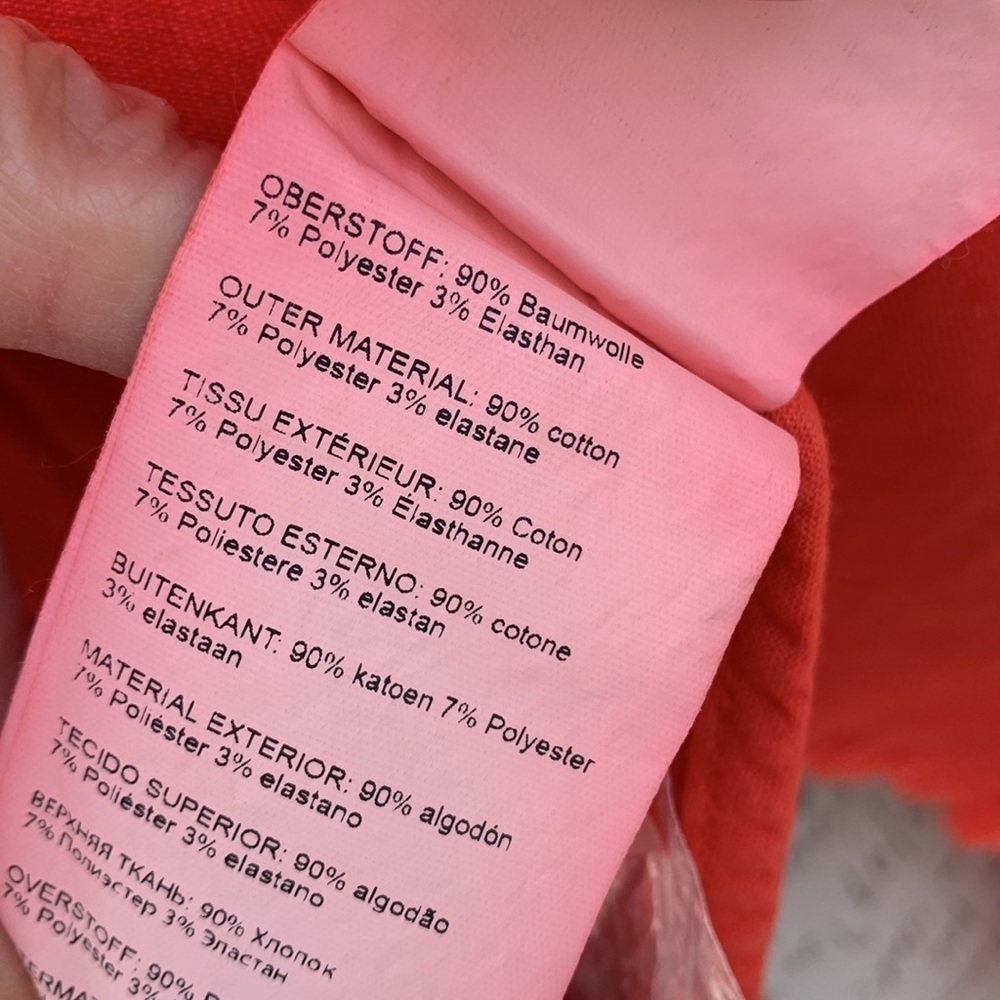 OBERSTOFF: 90% Baumwolle
7% Polyester 3% Elasthan
OUTER MATERIAL: 90% cotton
7% Polyester 3% elastane
TISSU EXTÉRIEUR: 90% Coton
7% Polyester 3% Élasthanne
TESSUTO ESTERNO: 90% cotone
7% Poliestere 3% elastan
BUITENKANT: 90% katoen 7% Polyester
3% elastaan
MATERIAL EXTERIOR: 90% algodón
7% Poliéster 3% elastano
TECIDO SUPERIOR: 90% algodão
7% Poliéster 3% elastano
ВЕРХНЯЯ ТКАНЬ: 90% Хлопок
7% Полиэстер 3% Эластан
OVERSTOFF: 90%
7% Polyester 3%